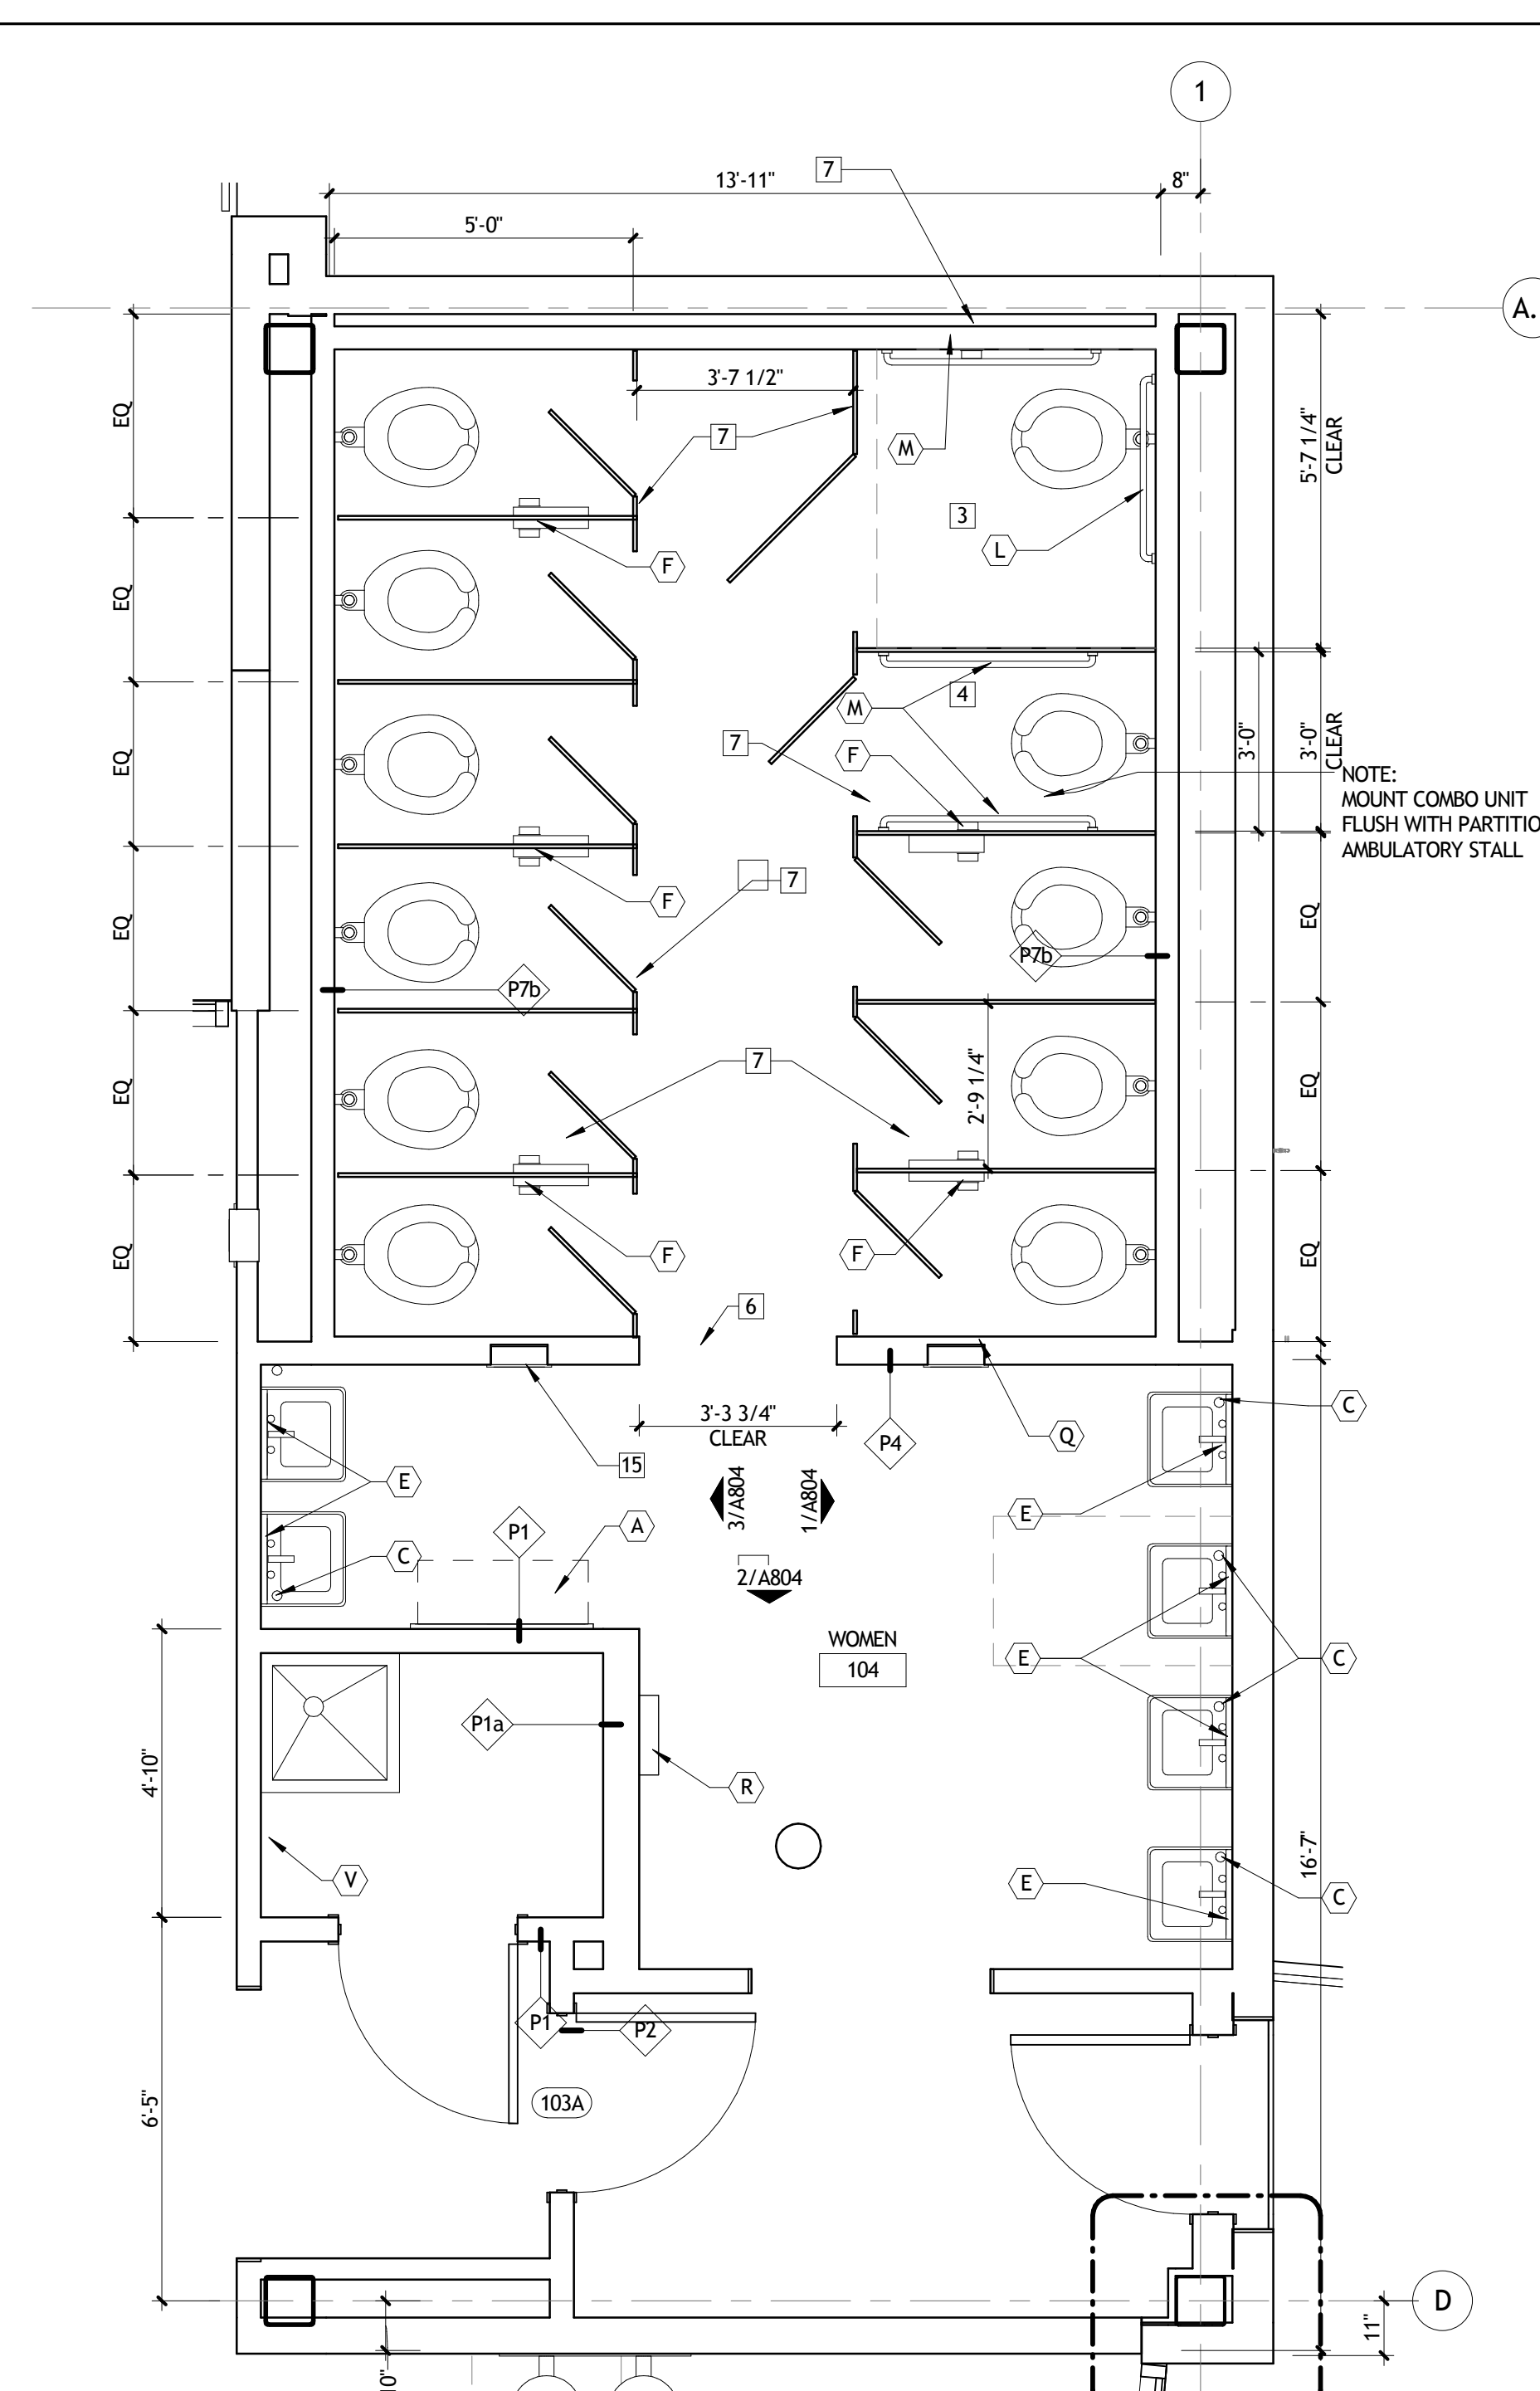 1
13'-11"
7
8"
5'-0"
A.
EQ
3'-7 1/2"
7
M
5'-7 1/4"
CLEAR
3
L
F
EQ
4
M
7
F
EQ
3'-0"
3'-0"
CLEAR
NOTE:
MOUNT COMBO UNIT
FLUSH WITH PARTITIO
AMBULATORY STALL
7
F
EQ
EQ
P7b
P7b
7
2'-9 1/4"
EQ
EQ
F
F
EQ
EQ
6
3'-3 3/4"
CLEAR
P4
Q
C
15
E
3/A804
1/A804
E
P1
A
C
2/A804
WOMEN
104
E
C
P1a
R
4'-10"
V
E
C
16'-7"
P1
P2
103A
6'-5"
D
11"
10"